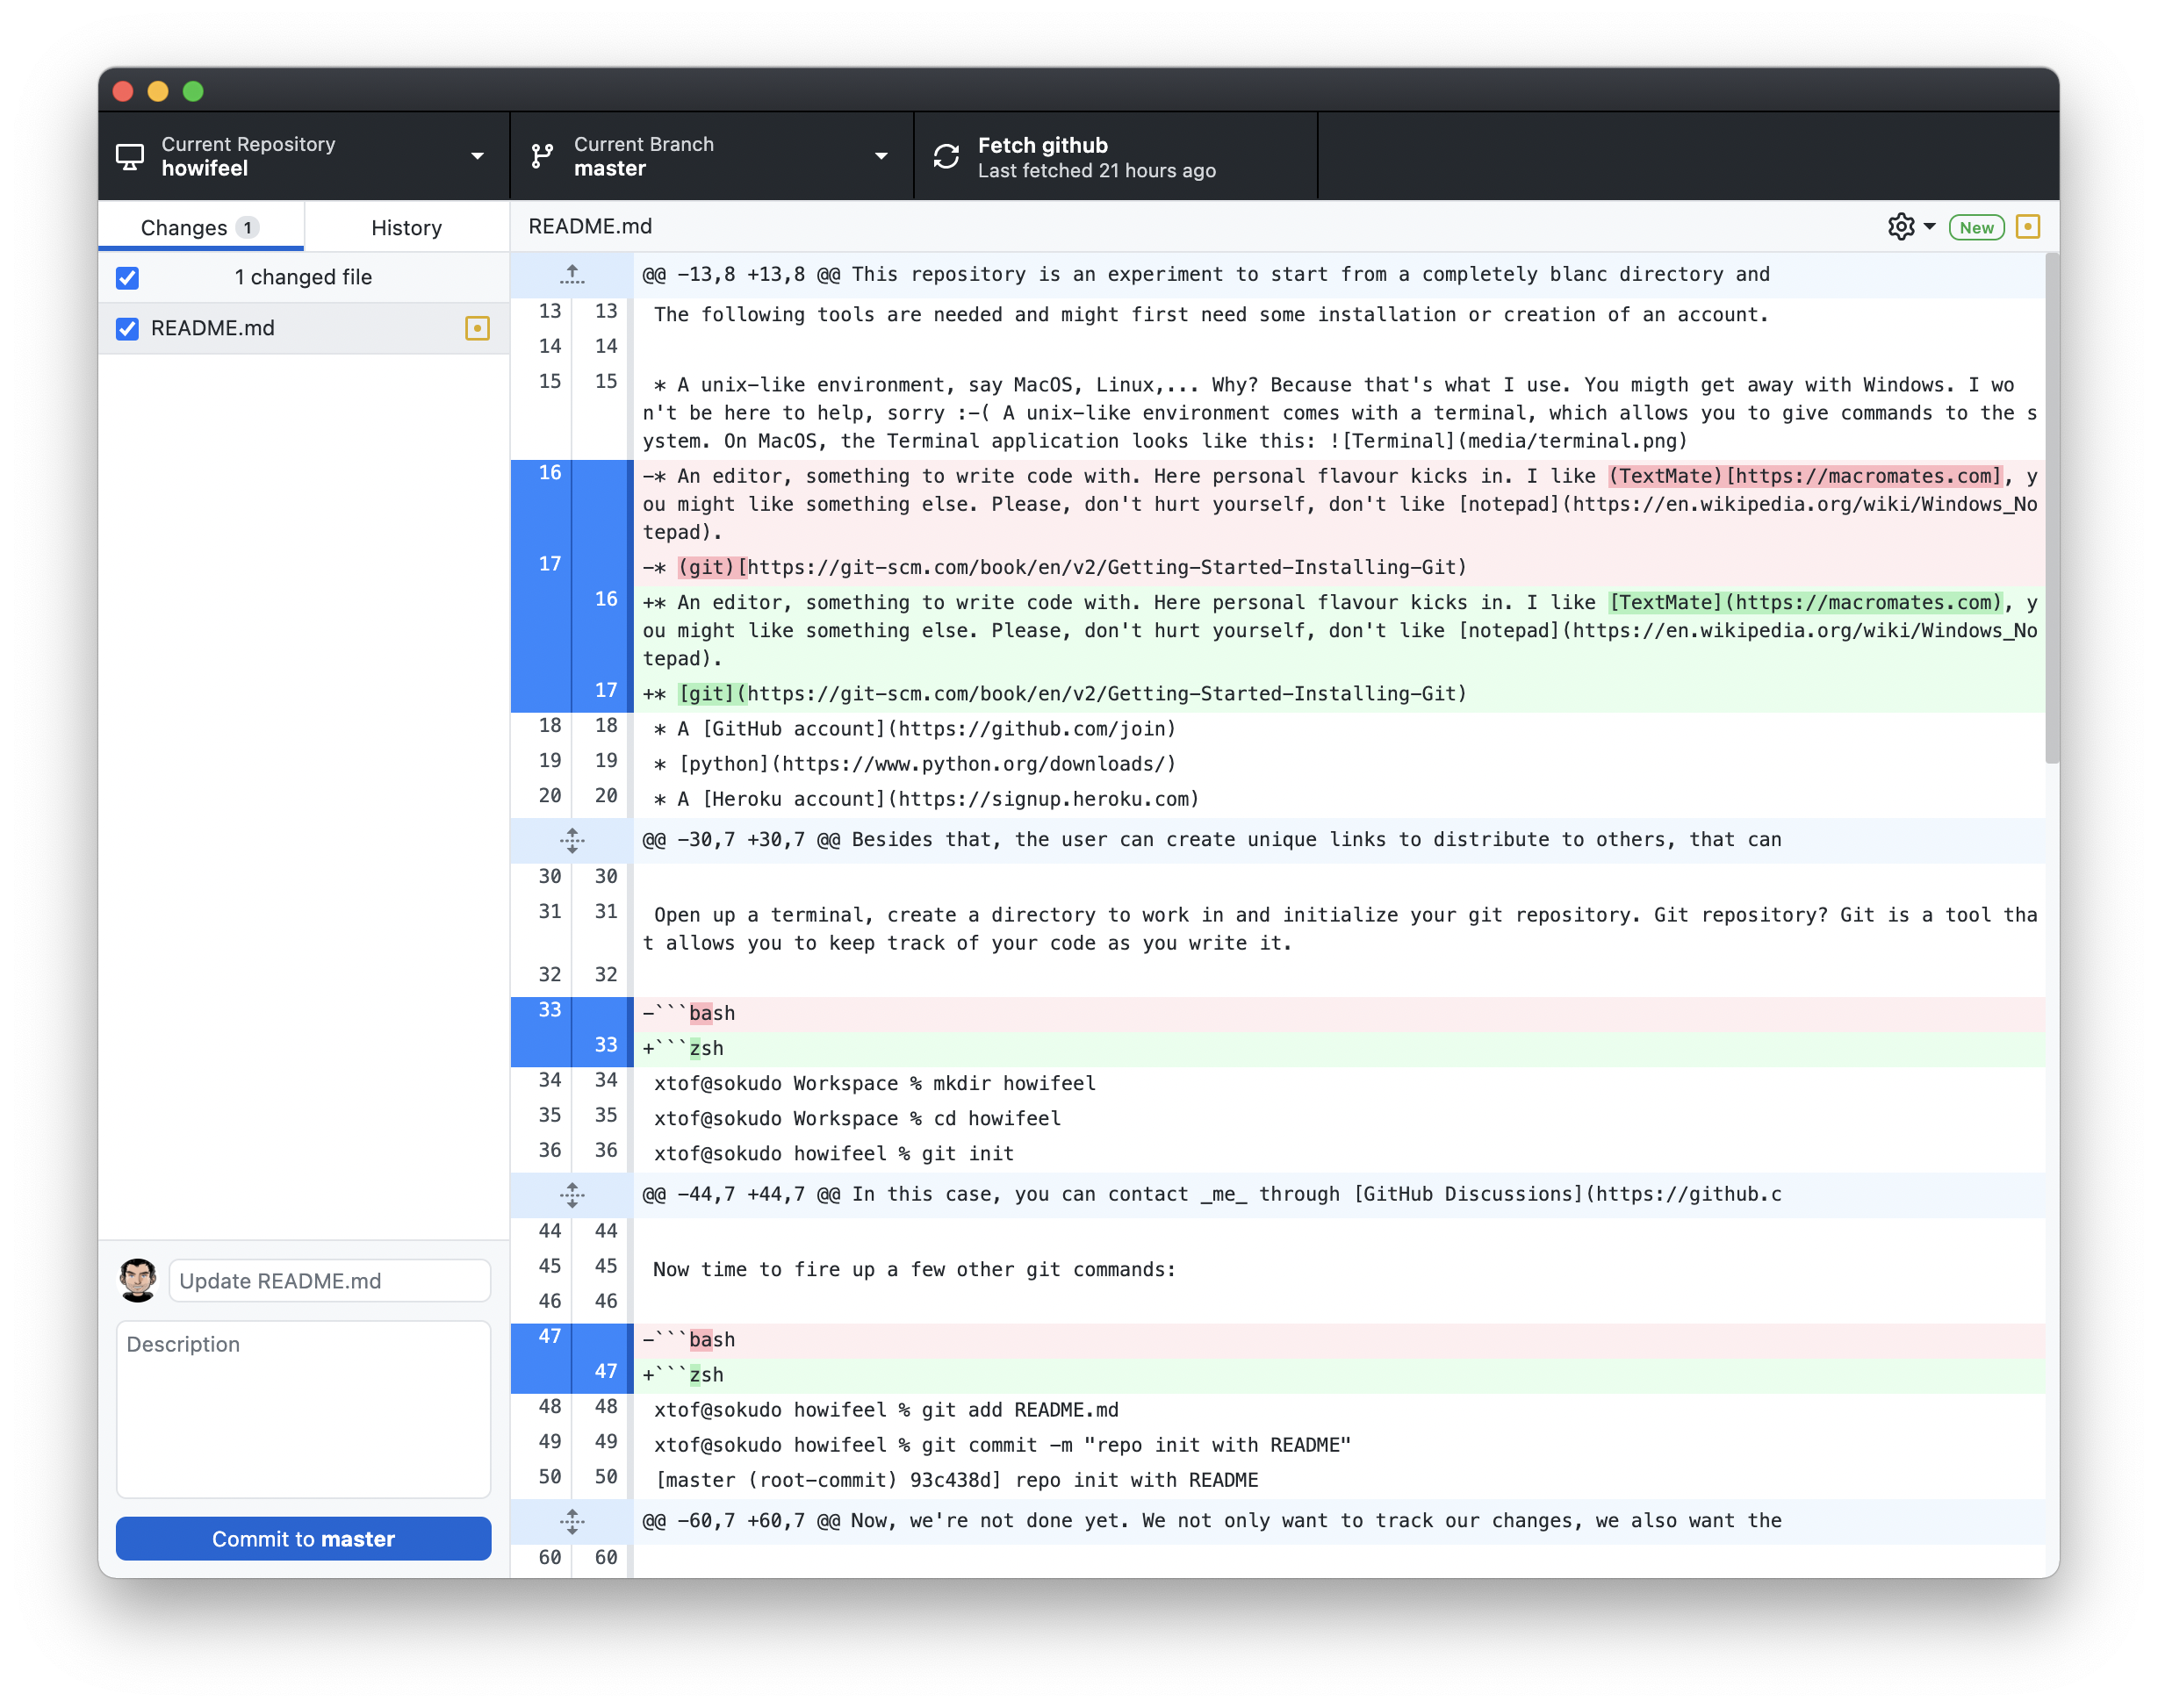 Current Repository
howifeel
Current Branch
master
Fetch github
Last fetched 21 hours ago
Changes 1
History
README.md
New
1 changed file
README.md
@@ -13,8 +13,8 @@ This repository is an experiment to start from a completely blanc directory and
13 13 The following tools are needed and might first need some installation or creation of an account.
14 14
15 15 * A unix-like environment, say MacOS, Linux,... Why? Because that's what I use. You migth get away with Windows. I wo
n't be here to help, sorry :-( A unix-like environment comes with a terminal, which allows you to give commands to the s
ystem. On MacOS, the Terminal application looks like this: ![Terminal](media/terminal.png)
16 -* An editor, something to write code with. Here personal flavour kicks in. I like (TextMate)[https://macromates.com], y
ou might like something else. Please, don't hurt yourself, don't like [notepad](https://en.wikipedia.org/wiki/Windows_No
tepad).
17 -* (git)[https://git-scm.com/book/en/v2/Getting-Started-Installing-Git)
16 +* An editor, something to write code with. Here personal flavour kicks in. I like [TextMate](https://macromates.com), y
ou might like something else. Please, don't hurt yourself, don't like [notepad](https://en.wikipedia.org/wiki/Windows_No
tepad).
17 +* [git](https://git-scm.com/book/en/v2/Getting-Started-Installing-Git)
18 18 * A [GitHub account](https://github.com/join)
19 19 * [python](https://www.python.org/downloads/)
20 20 * A [Heroku account](https://signup.heroku.com)
@@ -30,7 +30,7 @@ Besides that, the user can create unique links to distribute to others, that can
30 30
31 31 Open up a terminal, create a directory to work in and initialize your git repository. Git repository? Git is a tool tha
t allows you to keep track of your code as you write it.
32 32
33 -```bash
33 +```zsh
34 34 xtof@sokudo Workspace % mkdir howifeel
35 35 xtof@sokudo Workspace % cd howifeel
36 36 xtof@sokudo howifeel % git init
@@ -44,7 +44,7 @@ In this case, you can contact _me_ through [GitHub Discussions](https://github.c
44 44
45 45 Now time to fire up a few other git commands:
46 46
47 -```bash
47 +```zsh
48 48 xtof@sokudo howifeel % git add README.md
49 49 xtof@sokudo howifeel % git commit -m "repo init with README"
50 50 [master (root-commit) 93c438d] repo init with README
@@ -60,7 +60,7 @@ Now, we're not done yet. We not only want to track our changes, we also want the
60 60
Update README.md
Description
Commit to master